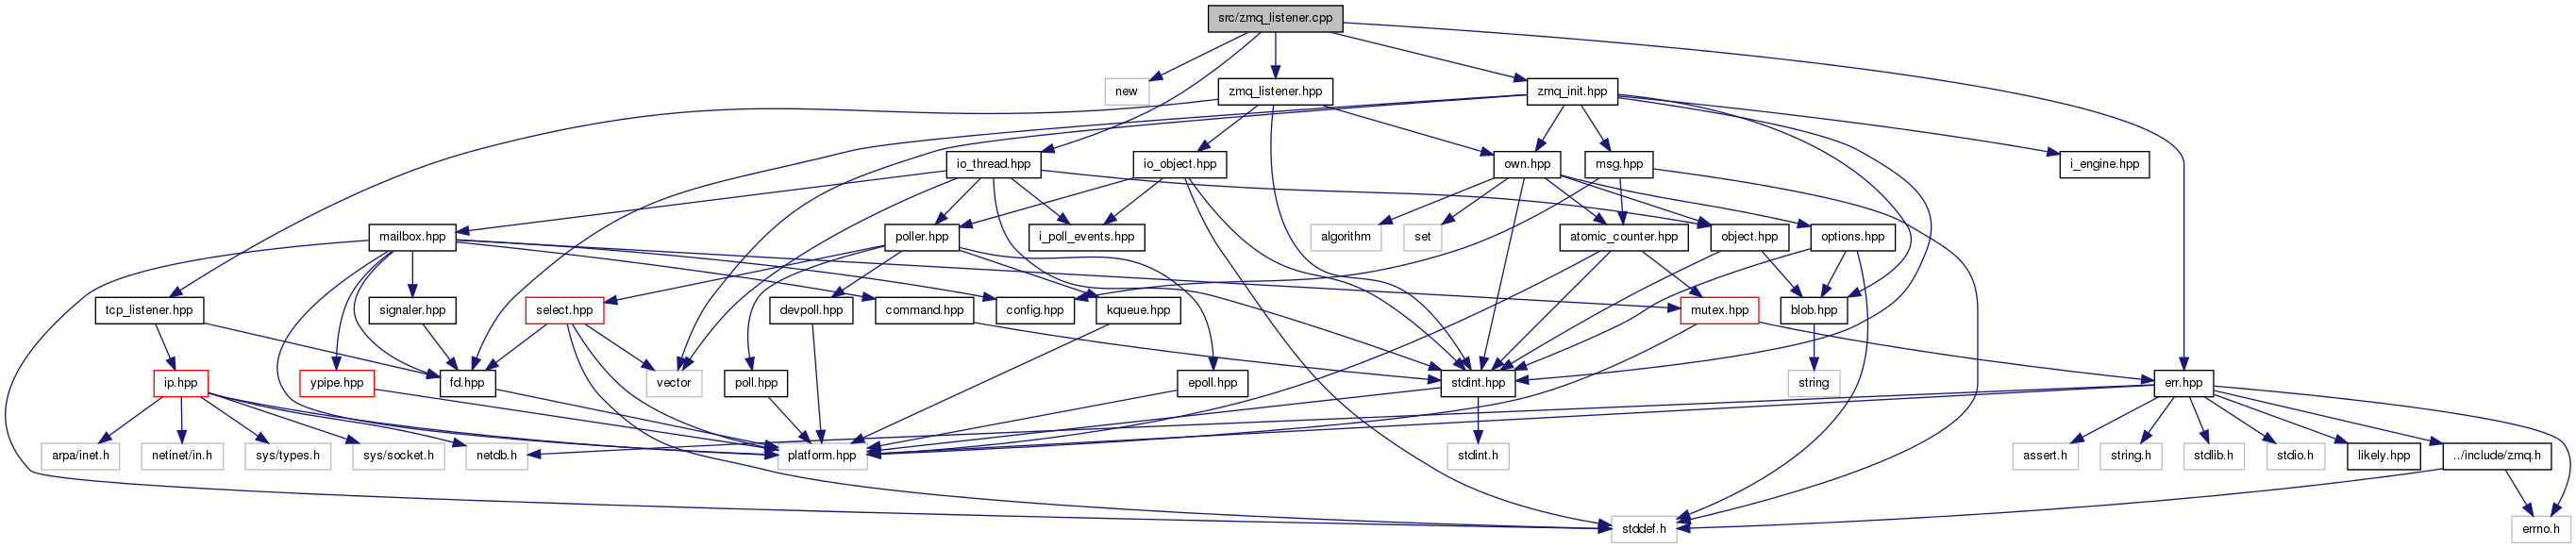 src/zmq_listener.cpp
new
zmq_listener.hpp
zmq_init.hpp
io_thread.hpp
io_object.hpp
own.hpp
msg.hpp
i_engine.hpp
mailbox.hpp
poller.hpp
i_poll_events.hpp
algorithm
set
atomic_counter.hpp
object.hpp
options.hpp
tcp_listener.hpp
signaler.hpp
select.hpp
devpoll.hpp
command.hpp
config.hpp
kqueue.hpp
mutex.hpp
blob.hpp
ip.hpp
ypipe.hpp
fd.hpp
vector
poll.hpp
epoll.hpp
stdint.hpp
string
err.hpp
arpa/inet.h
netinet/in.h
sys/types.h
sys/socket.h
netdb.h
platform.hpp
stdint.h
assert.h
string.h
stdlib.h
stdio.h
likely.hpp
../include/zmq.h
stddef.h
errno.h